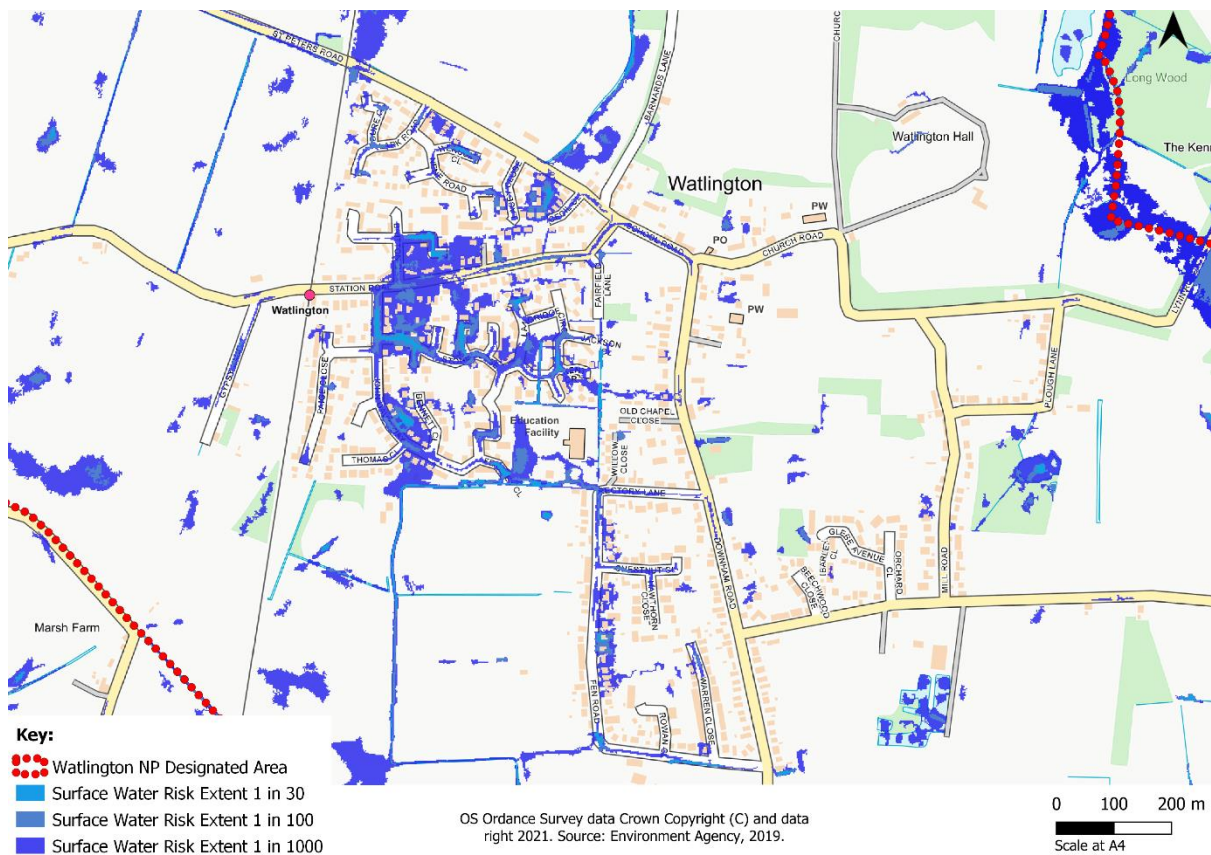 ST PETERS ROAD
BARNARDS LANE
CHURC
Long Wood
Watlington Hall
The Kenn
Watlington
PW
SCHOOL ROAD
PO
CHURCH ROAD
STATION RO
FAIRFIELD
LANE
Watlington
PW
JACKSON
PLOUGH LANE
OLD CHAPEL
CLOSE
Education
Facility
WILLOW
CLOSE
THOMAS
CL
DOWNHAM ROAD
GLEBE AVENUE
ORCHARD
CL
BEECHWOOD
CLOSE
MILL ROAD
CHESTNUT CL
HAWTHORN
CLOSE
Marsh Farm
FEN ROAD
WARREN CLOSE
Key:
Watlington NP Designated Area
Surface Water Risk Extent 1 in 30
Surface Water Risk Extent 1 in 100
Surface Water Risk Extent 1 in 1000
OS Ordance Survey data Crown Copyright (C) and data
right 2021. Source: Environment Agency, 2019.
0 100 200 m
Scale at A4